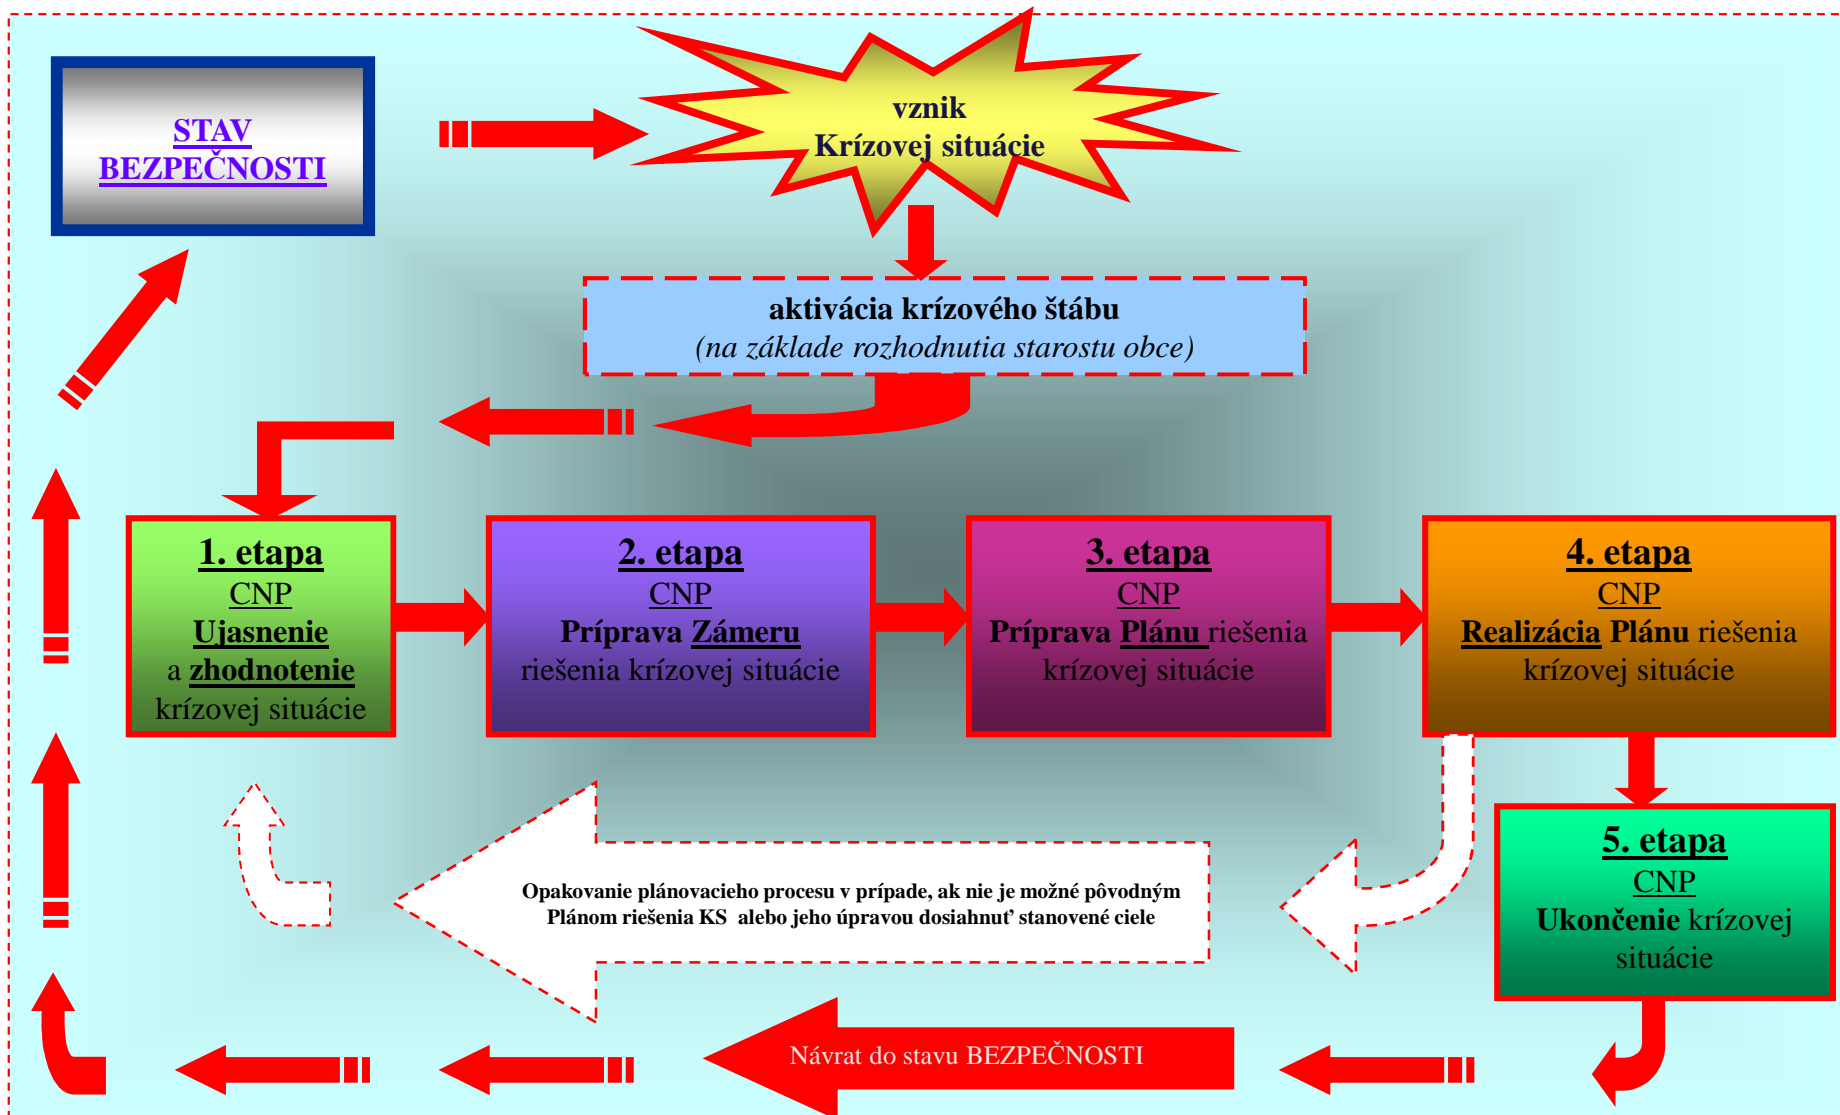 STAV
BEZPEČNOSTI
vznik
Krízovej situácie
aktivácia krízového štábu
(na základe rozhodnutia starostu obce)
1. etapa
CNP
Ujasnenie
a zhodnotenie
krízovej situácie
2. etapa
CNP
Príprava Zámeru
riešenia krízovej situácie
3. etapa
CNP
Príprava Plánu riešenia
krízovej situácie
4. etapa
CNP
Realizácia Plánu riešenia
krízovej situácie
5. etapa
CNP
Ukončenie krízovej
situácie
Opakovanie plánovacieho procesu v prípade, ak nie je možné pôvodným
Plánom riešenia KS alebo jeho úpravou dosiahnuť stanovené ciele
Návrat do stavu BEZPEČNOSTI